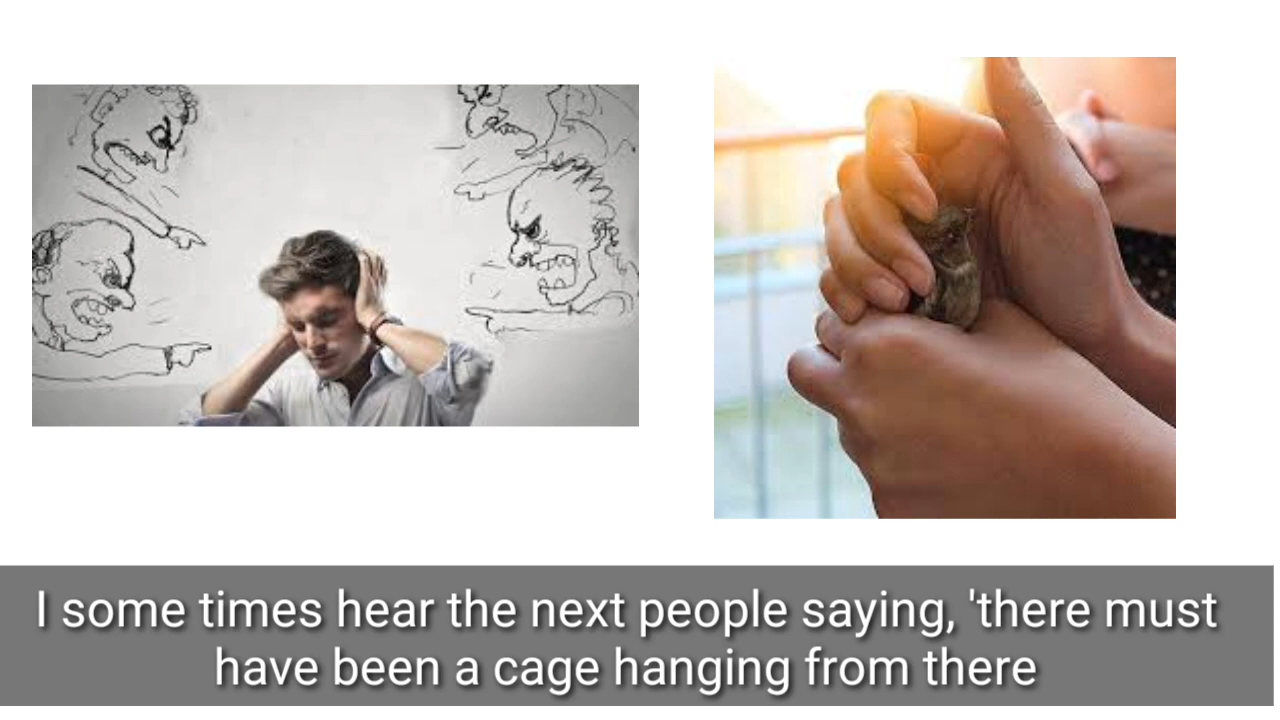 I some times hear the next people saying, 'there must
have been a cage hanging from there